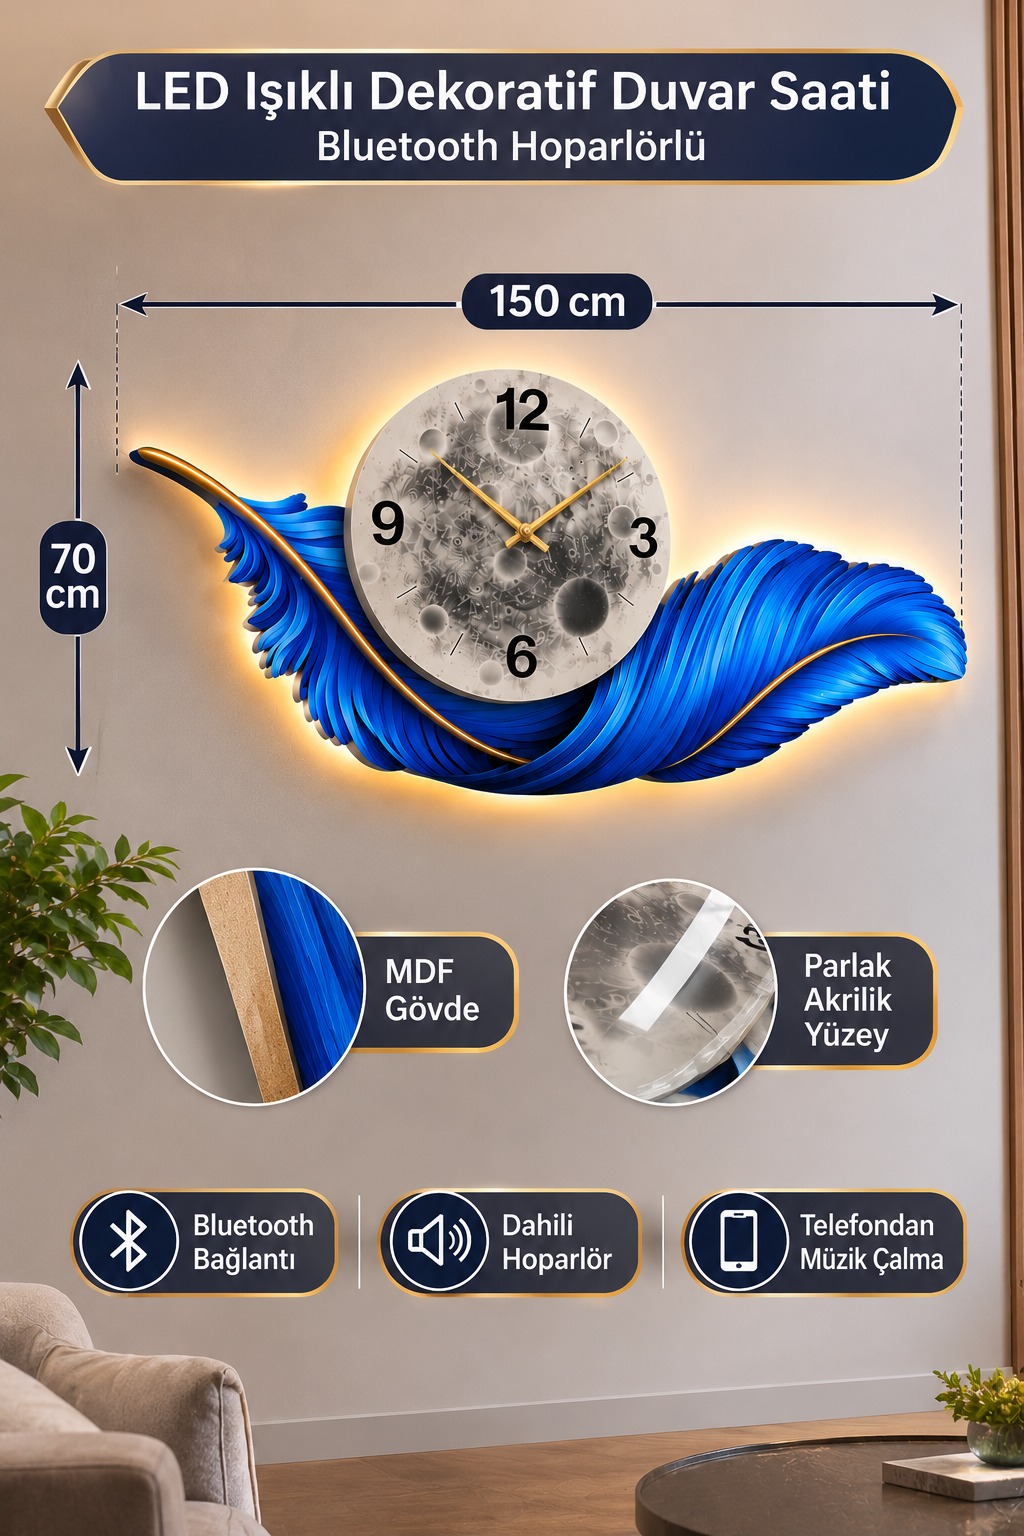 LED Işıklı Dekoratif Duvar Saati
Bluetooth Hoparlörlü
150 cm
70
cm
12
9
3
6
MDF
Gövde
Parlak
Akrilik
Yüzey
Bluetooth
Bağlantı
Dahili
Hoparlör
Telefondan
Müzik Çalma